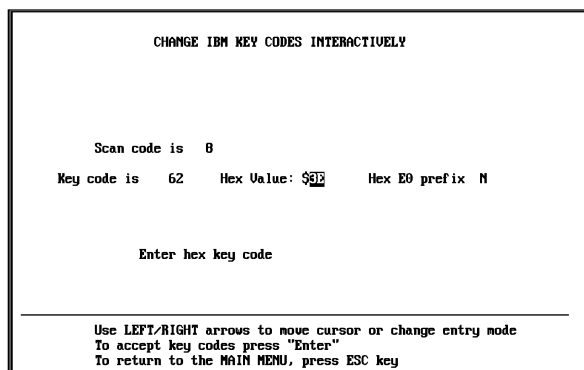 CHANGE IBM KEY CODES INTERACTIVELY
Scan code is 8
Key code is 62 Hex Value: $3E Hex E0 prefix N
Enter hex key code
Use LEFT/RIGHT arrows to move cursor or change entry mode
To accept key codes press "Enter"
To return to the MAIN MENU, press ESC key